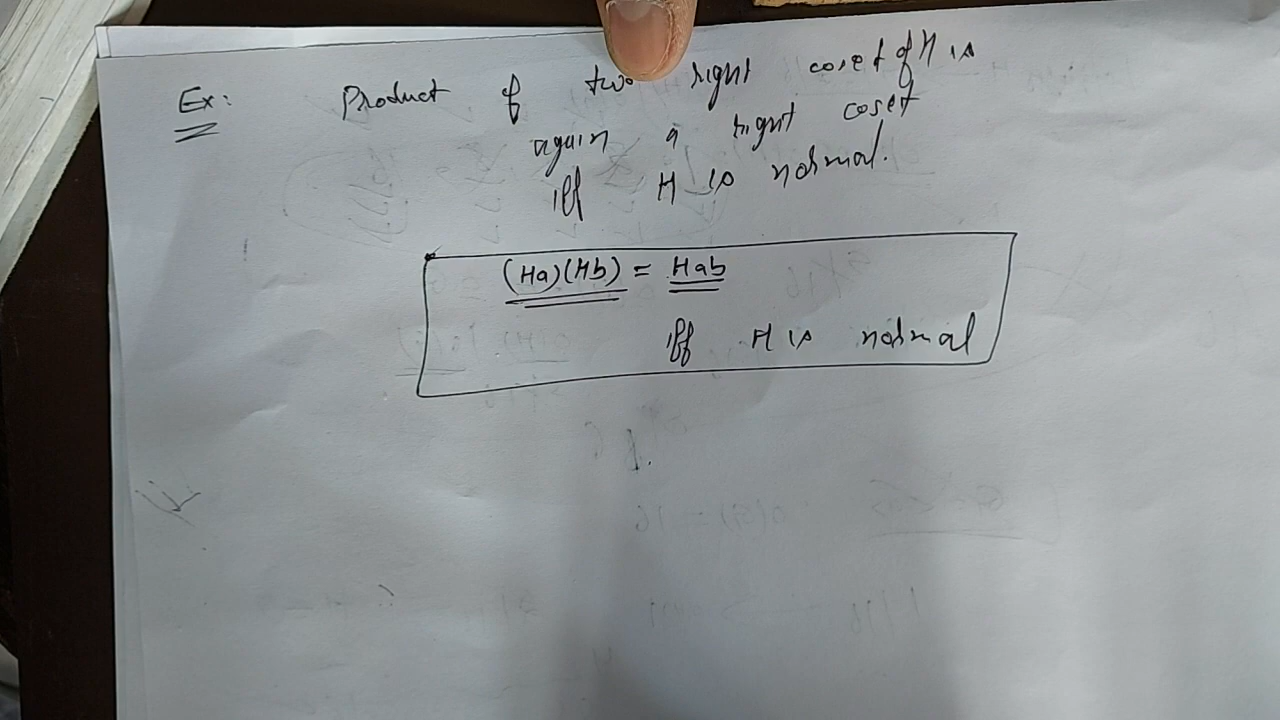 Ex: Product of two right coset of H is
again a right coset
iff H is normal.
(Ha)(Hb) = Hab
iff H is normal